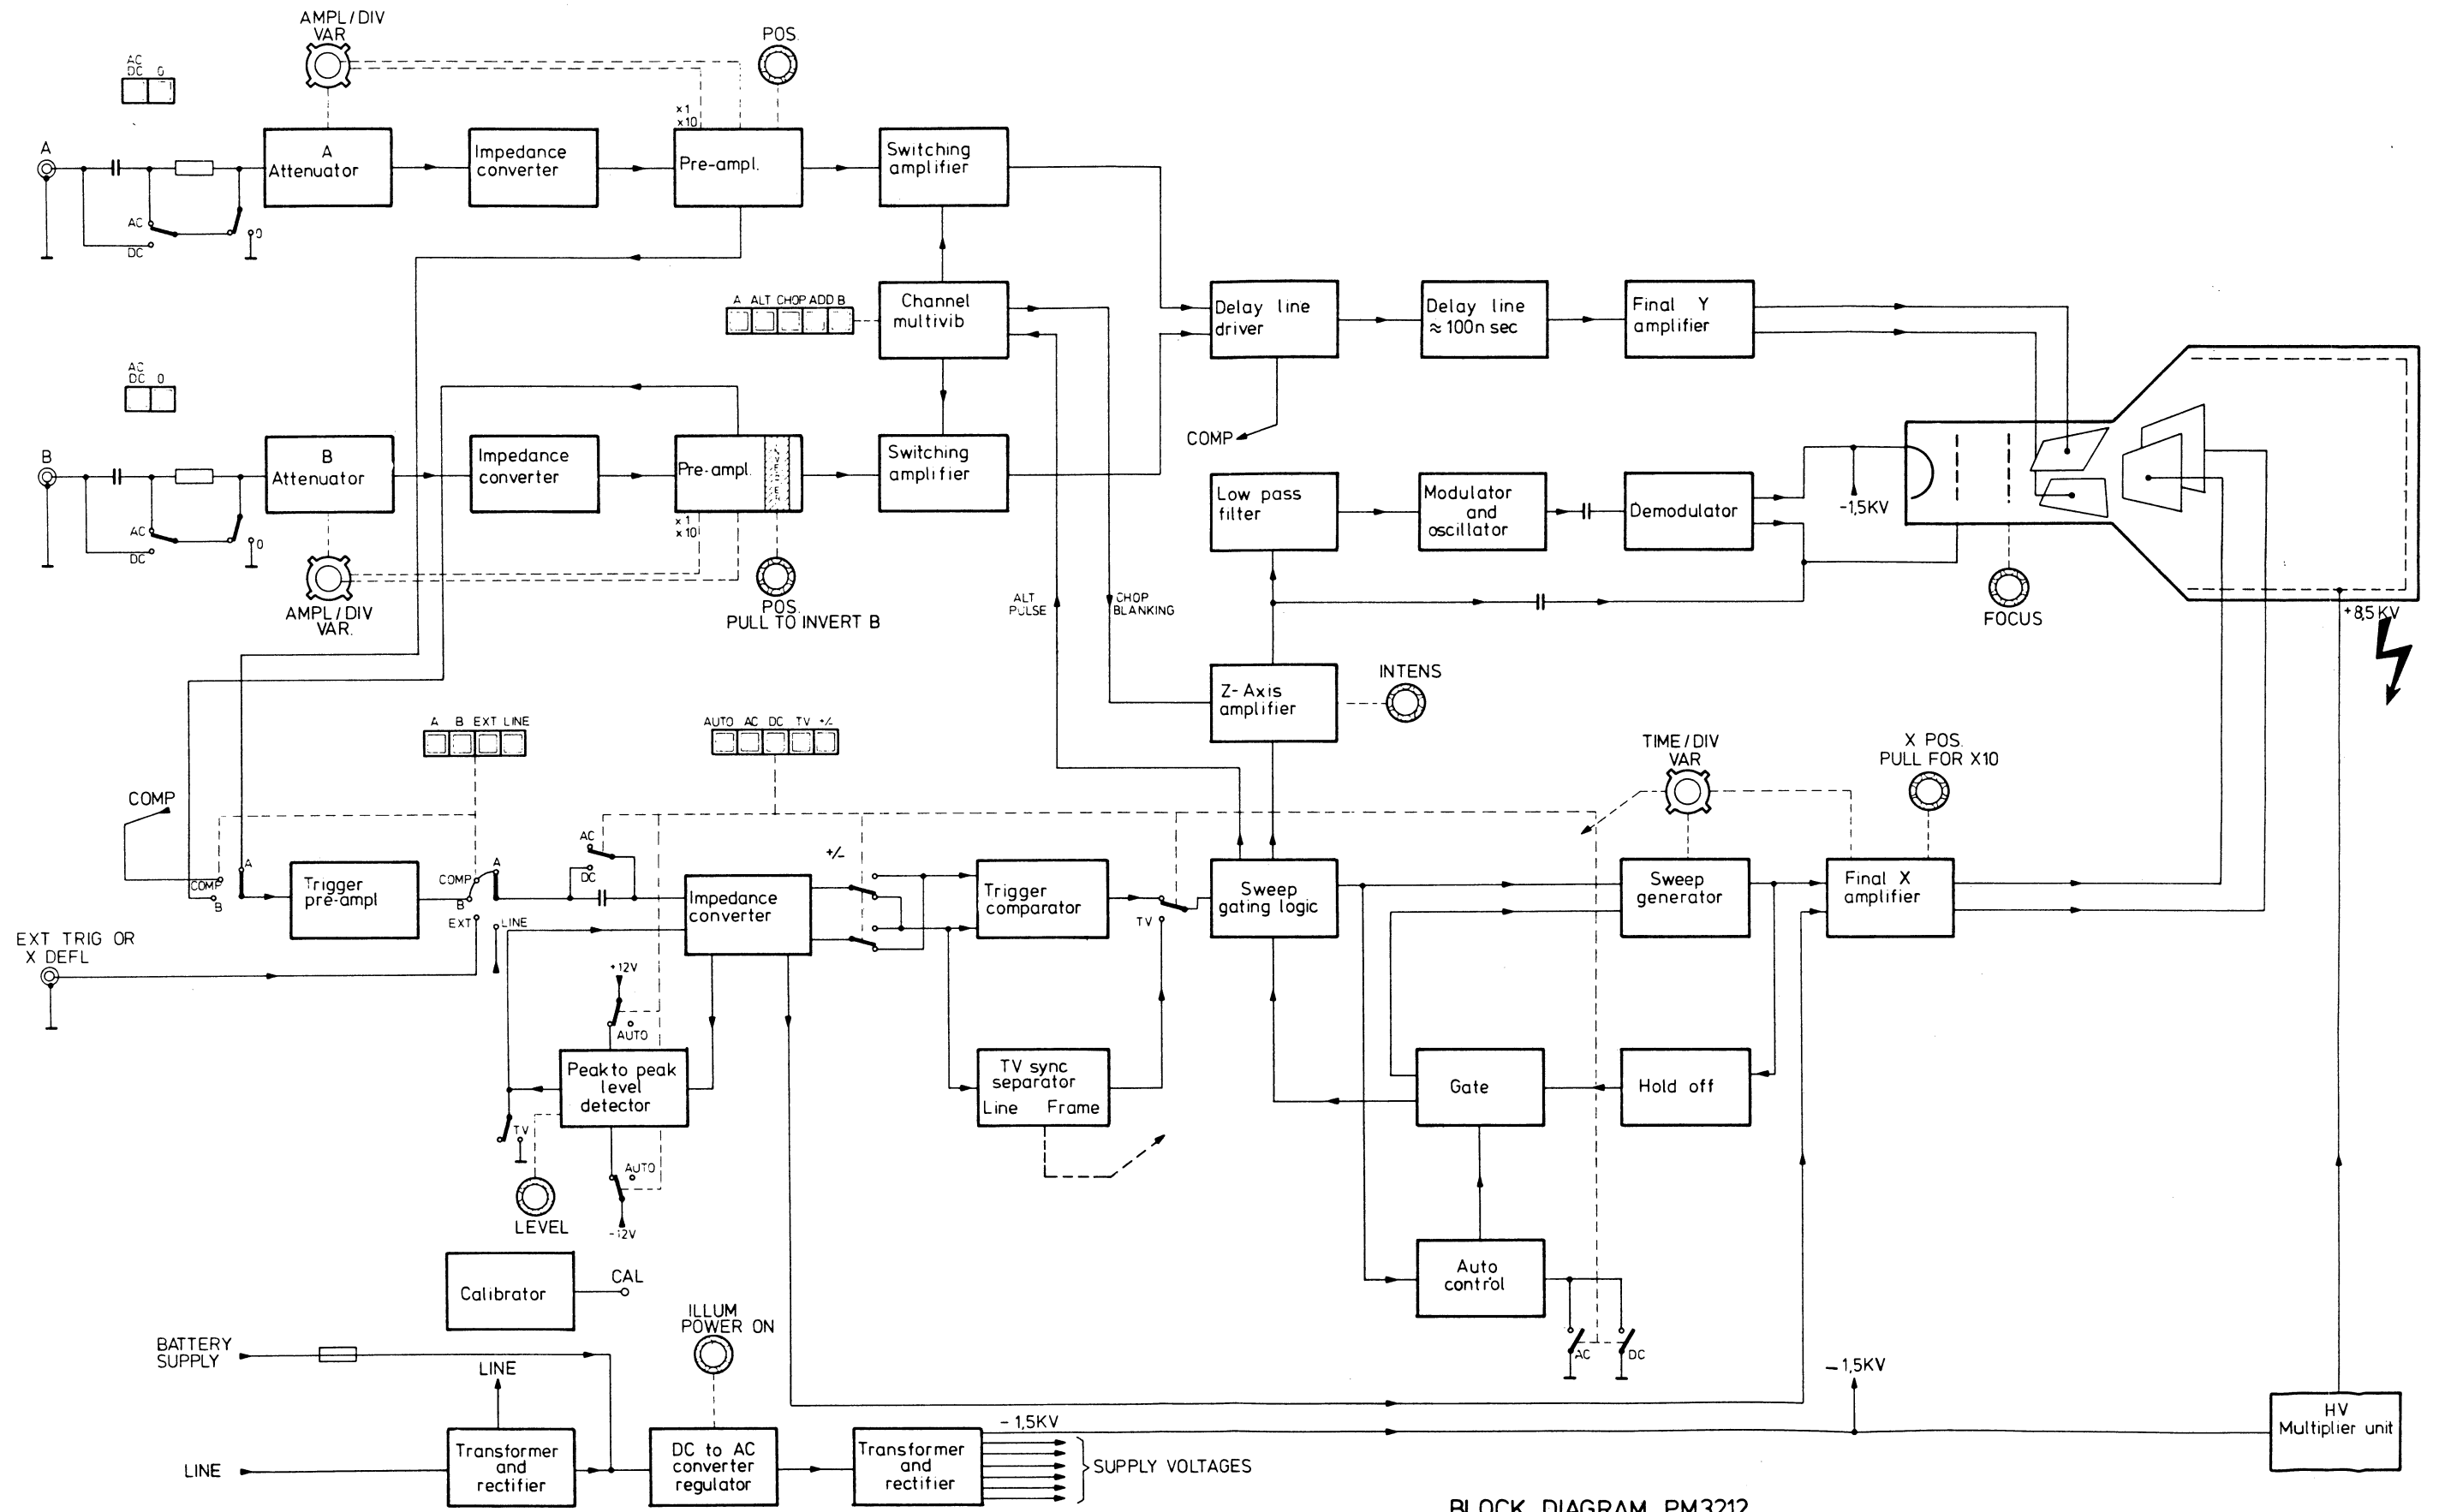 AMPL/DIV
VAR
POS.
AC
DC 0
x1
x10
A
A
Attenuator
Impedance
converter
Pre-ampl.
Switching
amplifier
AC
DC
0
A ALT CHOP ADD B
Channel
multivib
Delay line
driver
Delay line
≈100n sec
Final Y
amplifier
AC
DC 0
COMP
B
B
Attenuator
Impedance
converter
Pre-ampl.
Switching
amplifier
Low pass
filter
Modulator
and
oscillator
Demodulator
-1,5KV
AC
DC
0
x1
x10
AMPL/DIV
VAR.
POS.
PULL TO INVERT B
ALT
PULSE
CHOP
BLANKING
FOCUS
+8,5KV
Z-Axis
amplifier
INTENS
A B EXT LINE
AUTO AC DC TV +/-
TIME/DIV
VAR
X POS.
PULL FOR X10
COMP
A
COMP
B
Trigger
pre-ampl
COMP
A
B
EXT
LINE
AC
DC
Impedance
converter
+/-
Trigger
comparator
TV
Sweep
gating logic
Sweep
generator
Final X
amplifier
EXT TRIG OR
X DEFL
+12V
AUTO
Peak to peak
level
detector
TV
AUTO
-12V
LEVEL
TV sync
separator
Line Frame
Gate
Hold off
Auto
control
AC
DC
Calibrator
CAL
ILLUM
POWER ON
BATTERY
SUPPLY
LINE
-1,5KV
-1,5KV
HV
Multiplier unit
LINE
Transformer
and
rectifier
DC to AC
converter
regulator
Transformer
and
rectifier
SUPPLY VOLTAGES
BLOCK DIAGRAM PM3212